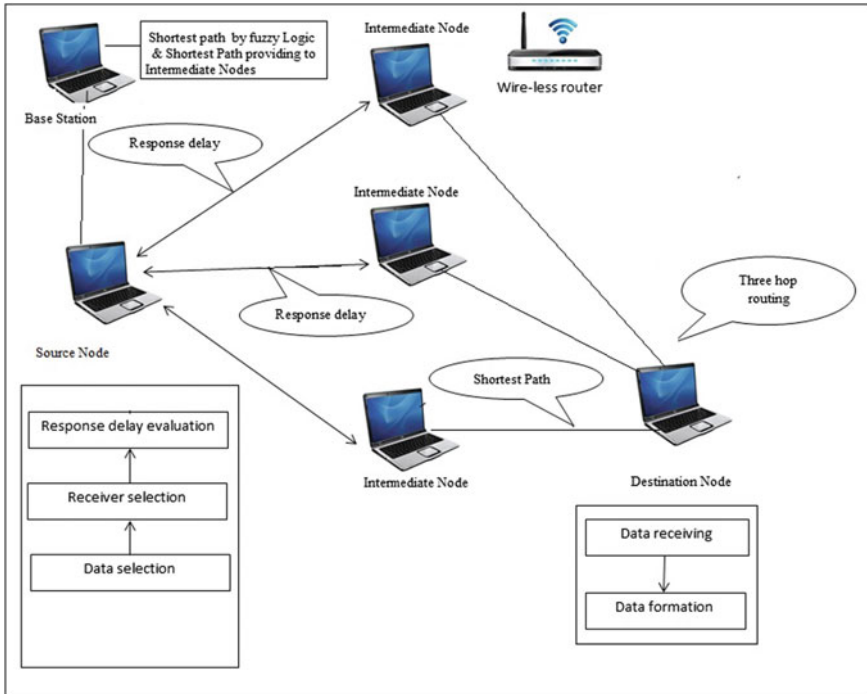 Shortest path by fuzzy Logic
& Shortest Path providing to
Intermediate Nodes
Intermediate Node
Wire-less router
Base Station
Response delay
Intermediate Node
Response delay
Three hop
routing
Source Node
Shortest Path
Response delay evaluation
Receiver selection
Data selection
Intermediate Node
Destination Node
Data receiving
Data formation